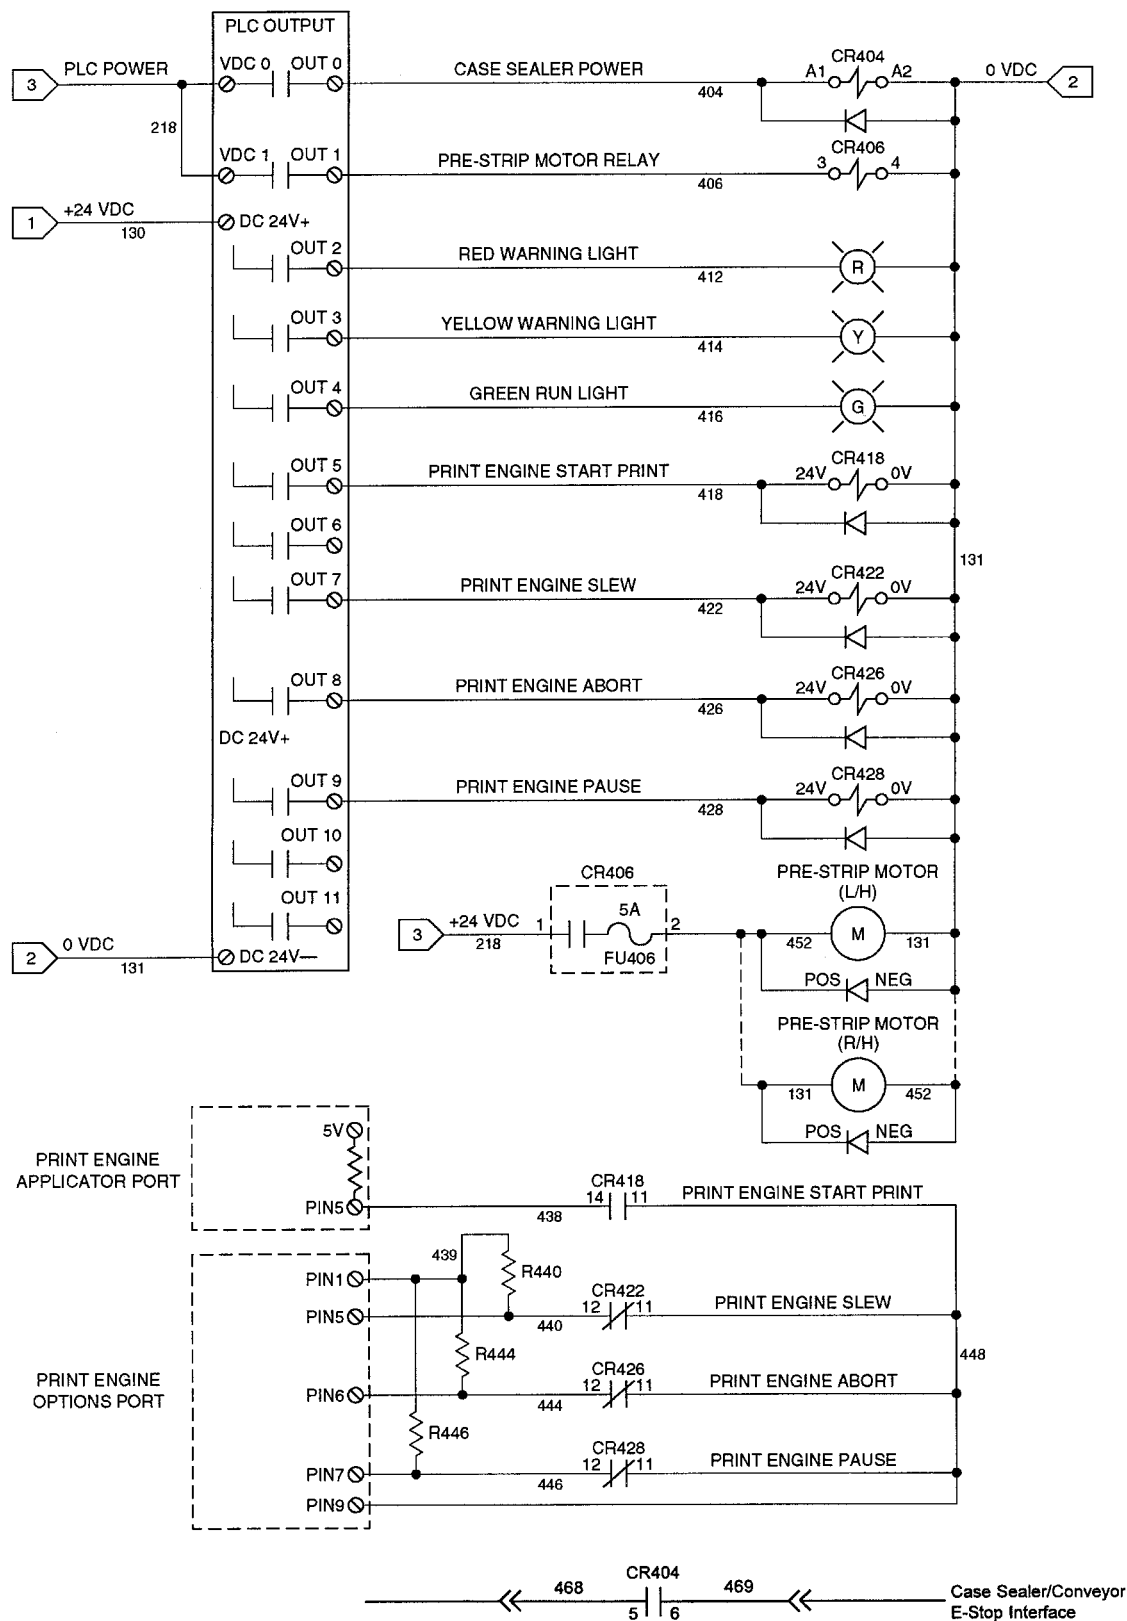 PLC OUTPUT
3 PLC POWER VDC 0 OUT 0 CASE SEALER POWER 404 A1 CR404 A2 0 VDC 2
218
VDC 1 OUT 1 PRE-STRIP MOTOR RELAY 406 3 CR406 4
1 +24 VDC 130 DC 24V+
OUT 2 RED WARNING LIGHT 412 R
OUT 3 YELLOW WARNING LIGHT 414 Y
OUT 4 GREEN RUN LIGHT 416 G
OUT 5 PRINT ENGINE START PRINT 418 24V CR418 0V
OUT 6
131
OUT 7 PRINT ENGINE SLEW 422 24V CR422 0V
OUT 8 PRINT ENGINE ABORT 426 24V CR426 0V
DC 24V+
OUT 9 PRINT ENGINE PAUSE 428 24V CR428 0V
OUT 10
OUT 11
2 0 VDC 131 DC 24V—
CR406
3 +24 VDC 218 1 5A FU406 2
PRE-STRIP MOTOR
(L/H)
452 M 131
POS NEG
PRE-STRIP MOTOR
(R/H)
131 M 452
POS NEG
PRINT ENGINE
APPLICATOR PORT
5V
PIN5 438 14 CR418 11 PRINT ENGINE START PRINT
PRINT ENGINE
OPTIONS PORT
PIN1 439 R440
PIN5 440 12 CR422 11 PRINT ENGINE SLEW
R444
448
PIN6 444 12 CR426 11 PRINT ENGINE ABORT
R446
PIN7 446 12 CR428 11 PRINT ENGINE PAUSE
PIN9
468 CR404 5 6 469
Case Sealer/Conveyor
E-Stop Interface